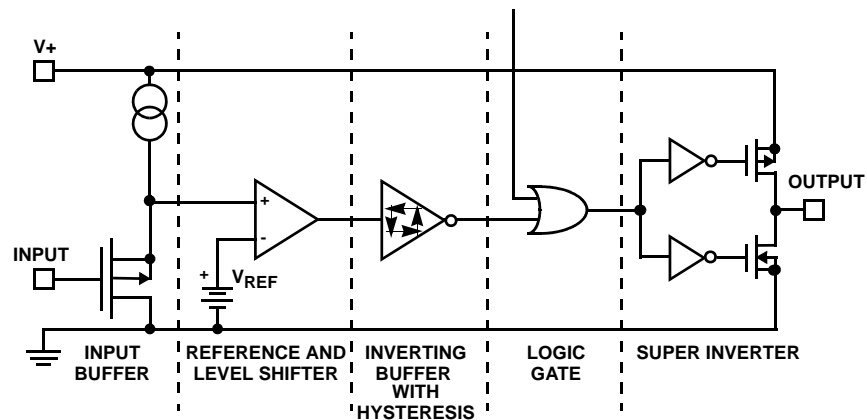 V+
OUTPUT
INPUT
+
-
+
VREF
INPUT
BUFFER
REFERENCE AND
LEVEL SHIFTER
INVERTING
BUFFER
WITH
HYSTERESIS
LOGIC
GATE
SUPER INVERTER